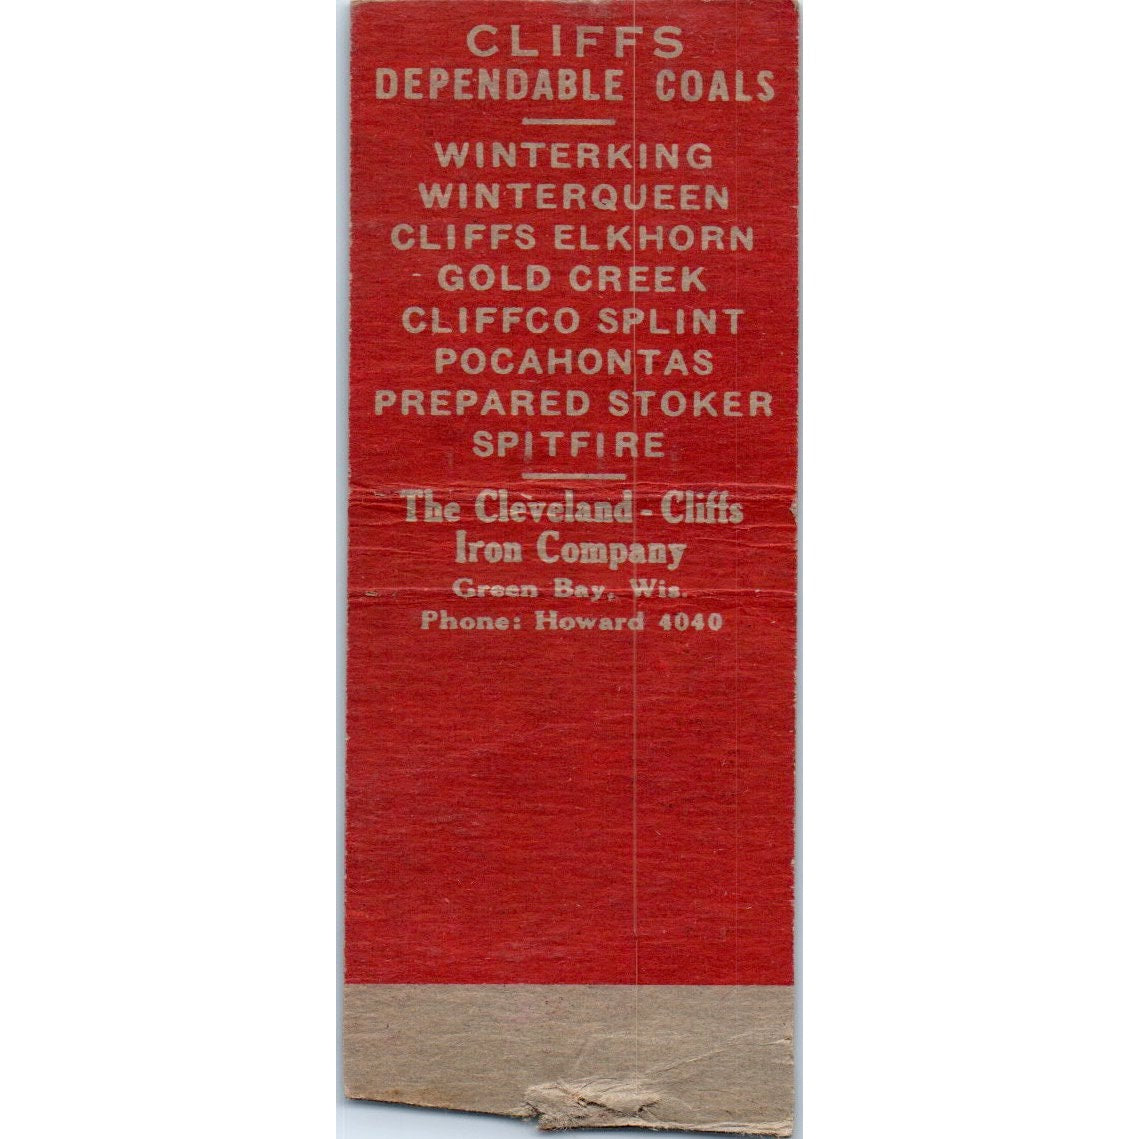 CLIFFS
DEPENDABLE COALS
WINTERKING
WINTERQUEEN
CLIFFS ELKHORN
GOLD CREEK
CLIFFCO SPLINT
POCAHONTAS
PREPARED STOKER
SPITFIRE
The Cleveland-Cliffs
Iron Company
Green Bay, Wis.
Phone: Howard 4040